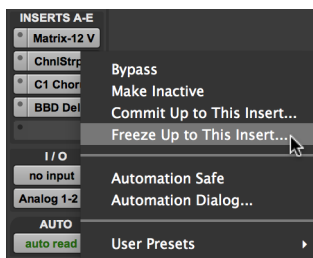 INSERTS A-E
Matrix-12 V
ChnlStrp
C1 Chor
BBD Del
Bypass
Make Inactive
Commit Up to This Insert...
Freeze Up to This Insert...
Automation Safe
Automation Dialog...
User Presets
I / O
no input
Analog 1-2
AUTO
auto read